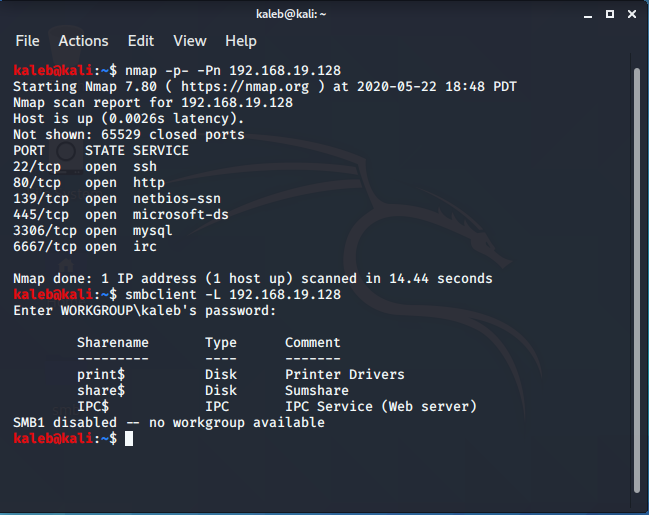 kaleb@kali: ~
File Actions Edit View Help
kaleb@kali:~$ nmap -p- -Pn 192.168.19.128
Starting Nmap 7.80 ( https://nmap.org ) at 2020-05-22 18:48 PDT
Nmap scan report for 192.168.19.128
Host is up (0.0026s latency).
Not shown: 65529 closed ports
PORT     STATE SERVICE
22/tcp   open  ssh
80/tcp   open  http
139/tcp  open  netbios-ssn
445/tcp  open  microsoft-ds
3306/tcp open  mysql
6667/tcp open  irc
Nmap done: 1 IP address (1 host up) scanned in 14.44 seconds
kaleb@kali:~$ smbclient -L 192.168.19.128
Enter WORKGROUP\kaleb's password:
        Sharename       Type      Comment
        ---------       ----      -------
        print$          Disk      Printer Drivers
        share$          Disk      Sumshare
        IPC$            IPC       IPC Service (Web server)
SMB1 disabled -- no workgroup available
kaleb@kali:~$